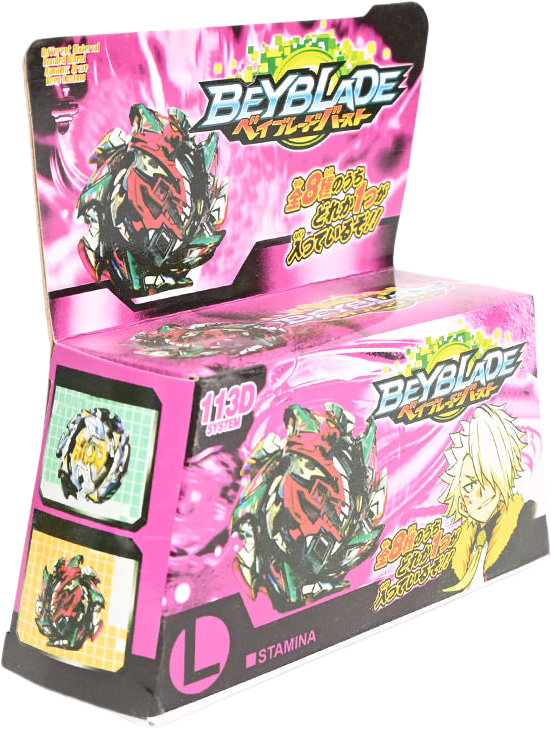 BEYBLADE
ベイブレードバースト
全8種のうち
どれか1つが
入っているぞ!!
BEYBLADE
113D
SYSTEM
BEYBLADE
ベイブレードバースト
全8種のうち
どれか1つが
入っているぞ!!
L
STAMINA